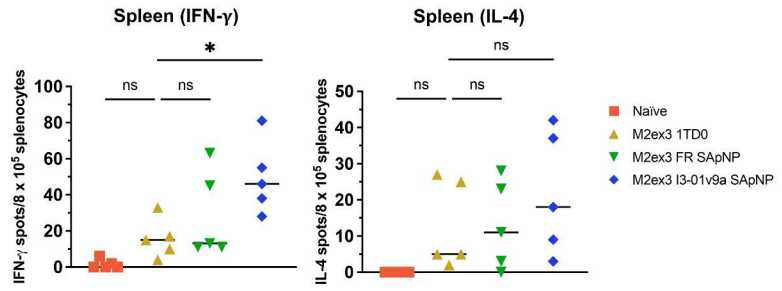 Spleen (IFN-γ)
*
ns
ns
100
80
60
40
20
0
IFN-γ spots/8 x 10⁵ splenocytes
Spleen (IL-4)
ns
ns
ns
50
40
30
20
10
0
IL-4 spots/8 x 10⁵ splenocytes
Naïve
M2ex3 1TD0
M2ex3 FR SApNP
M2ex3 I3-01v9a SApNP